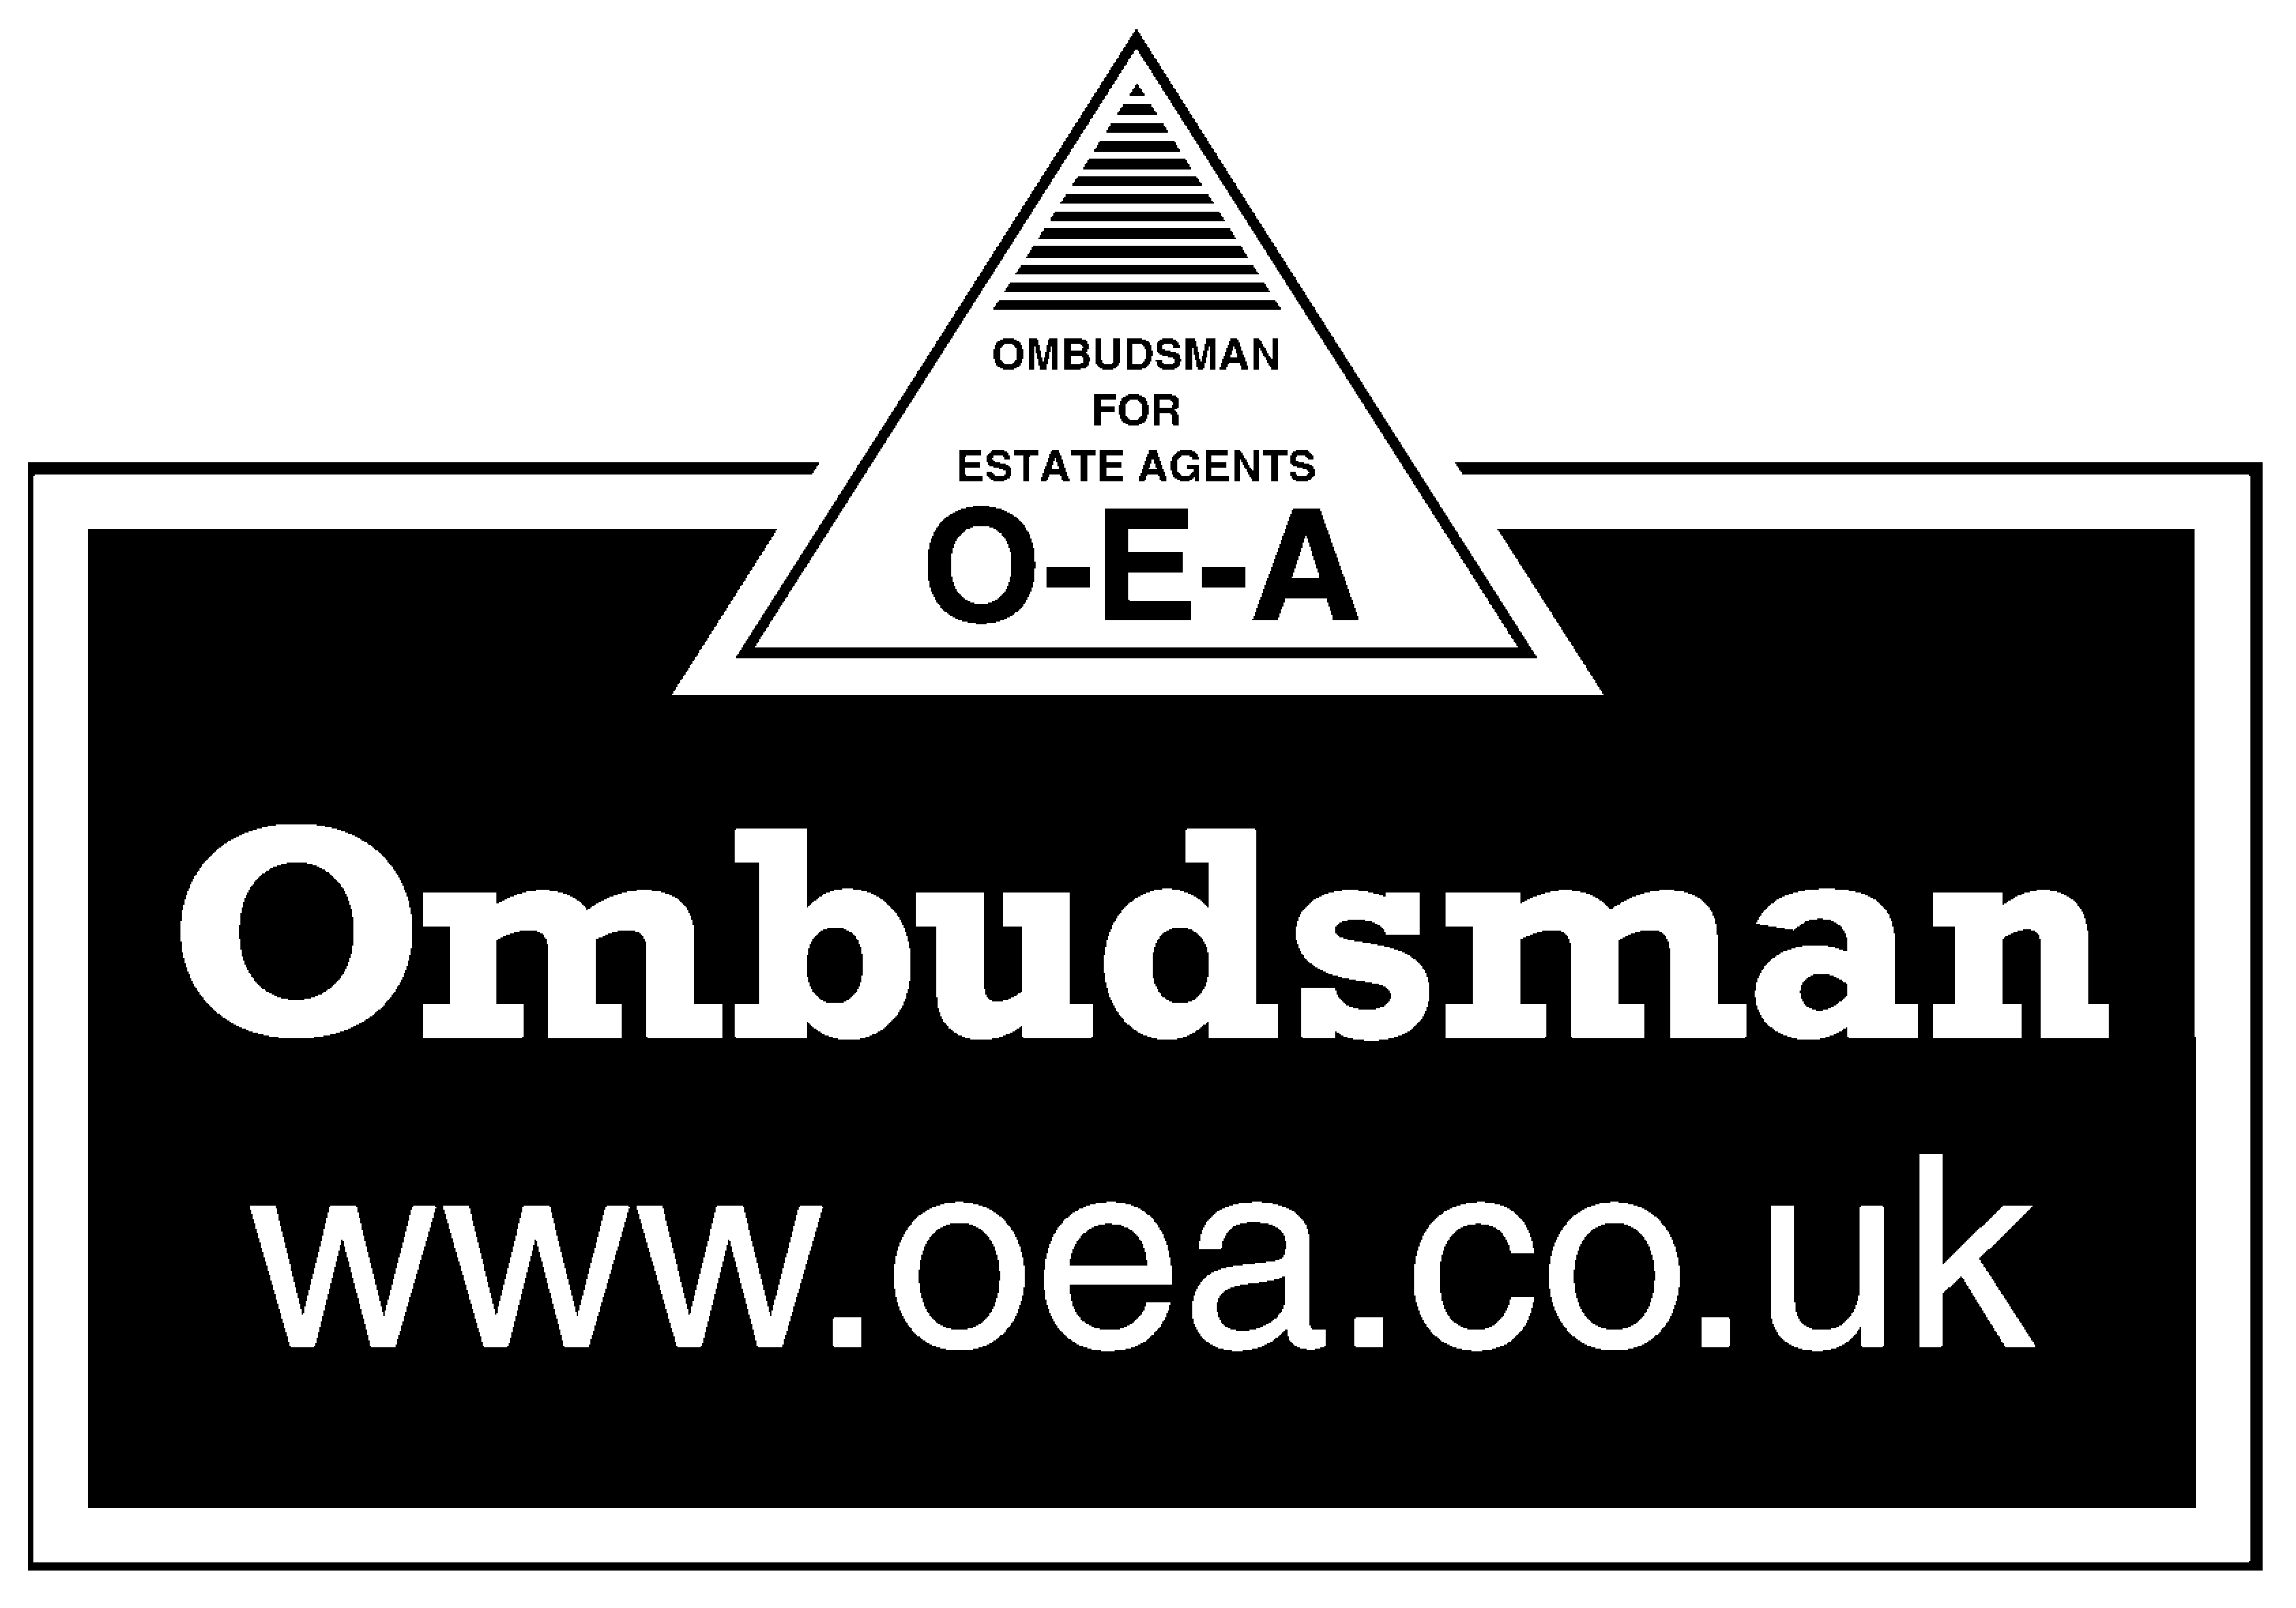 OMBUDSMAN
FOR
ESTATE AGENTS
O-E-A
Ombudsman
www.oea.co.uk